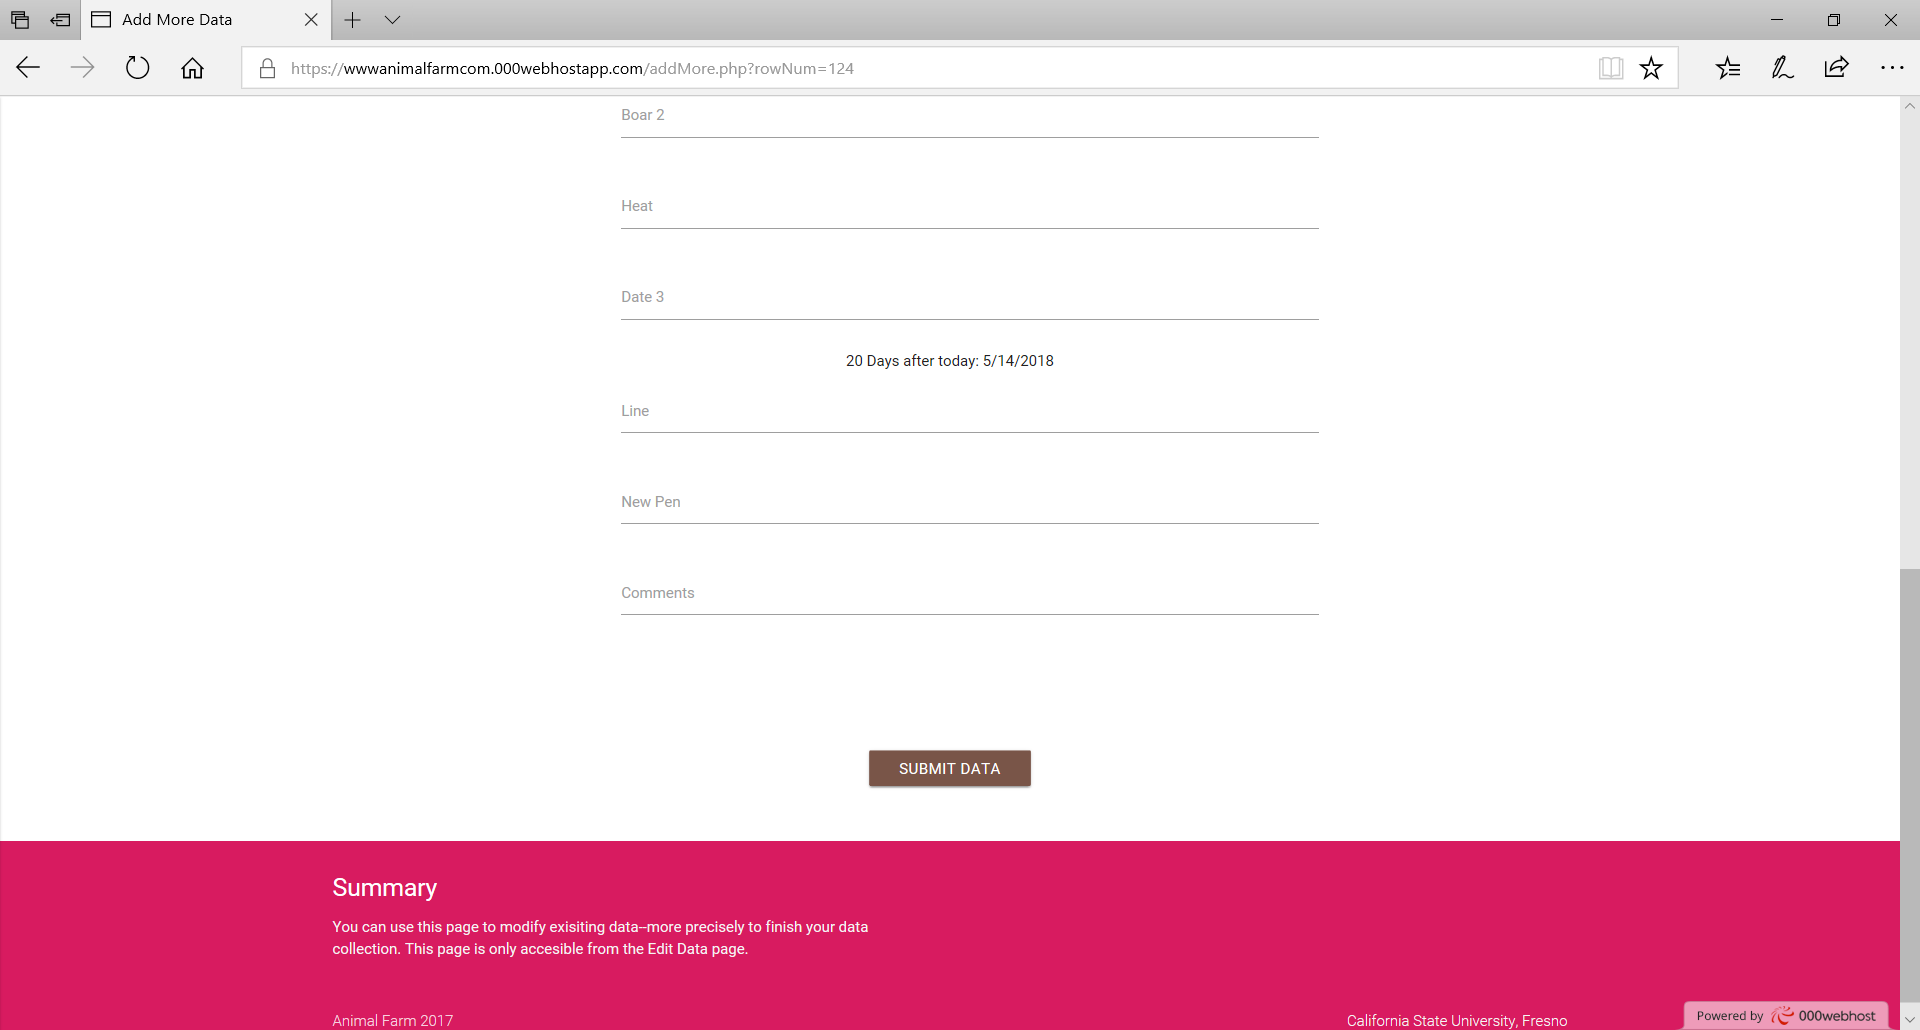 Add More Data
https://wwwanimalfarmcom.000webhostapp.com/addMore.php?rowNum=124
Boar 2
Heat
Date 3
20 Days after today: 5/14/2018
Line
New Pen
Comments
SUBMIT DATA
Summary
You can use this page to modify exisiting data--more precisely to finish your data
collection. This page is only accesible from the Edit Data page.
Animal Farm 2017
California State University, Fresno
Powered by 000webhost